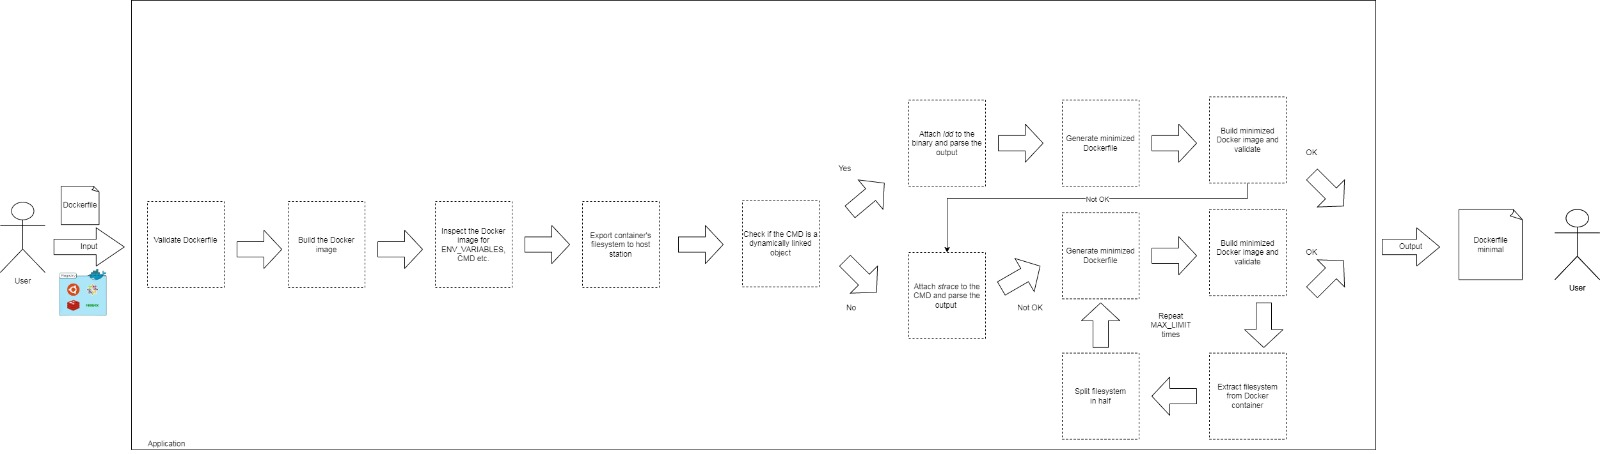 Dockerfile
Input
User
Validate Dockerfile
Build the Docker
image
Inspect the Docker
image for
ENV_VARIABLES,
CMD etc.
Export container's
filesystem to host
station
Check if the CMD is a
dynamically linked
object
Yes
No
Attach ldd to the
binary and parse the
output
Generate minimized
Dockerfile
Build minimized
Docker image and
validate
OK
Not OK
Attach strace to the
CMD and parse the
output
Not OK
Generate minimized
Dockerfile
Build minimized
Docker image and
validate
OK
Repeat
MAX_LIMIT
times
Split filesystem
in half
Extract filesystem
from Docker
container
Application
Output
Dockerfile
minimal
User